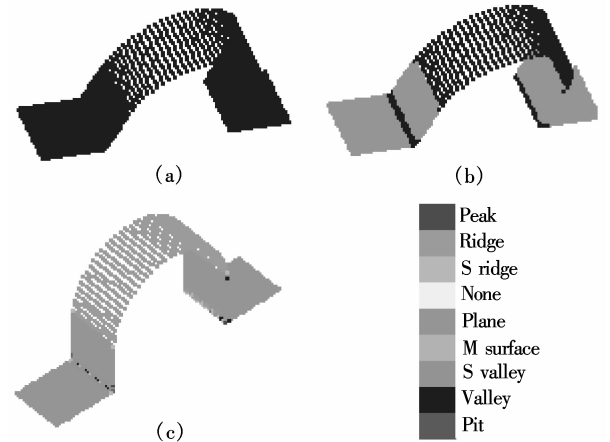 (a)
(b)
(c)
Peak
Ridge
S ridge
None
Plane
M surface
S valley
Valley
Pit